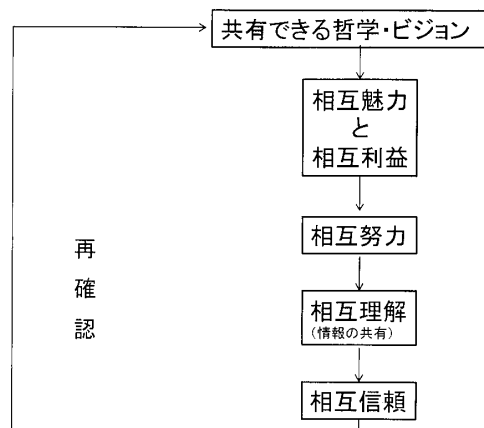 共有できる哲学・ビジョン
相互魅力
と
相互利益
相互努力
再
確
認
相互理解
(情報の共有)
相互信頼